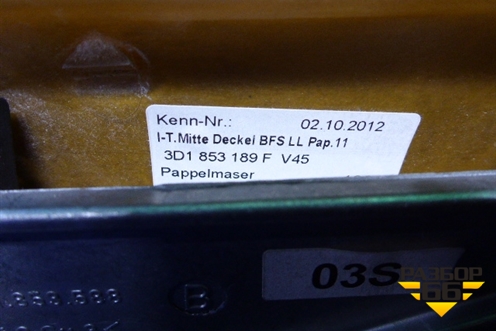 Kenn-Nr.: 02.10.2012
I-T.Mitte Deckel BFS LL Pap.11
3D1 853 189 F V45
Pappelmaser
03S
B
РАЗБОР
66